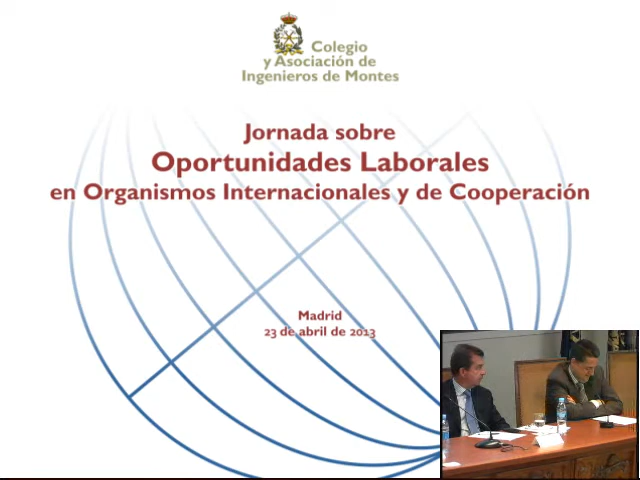 Colegio
y Asociación de
Ingenieros de Montes
Jornada sobre
Oportunidades Laborales
en Organismos Internacionales y de Cooperación
Madrid
23 de abril de 2013